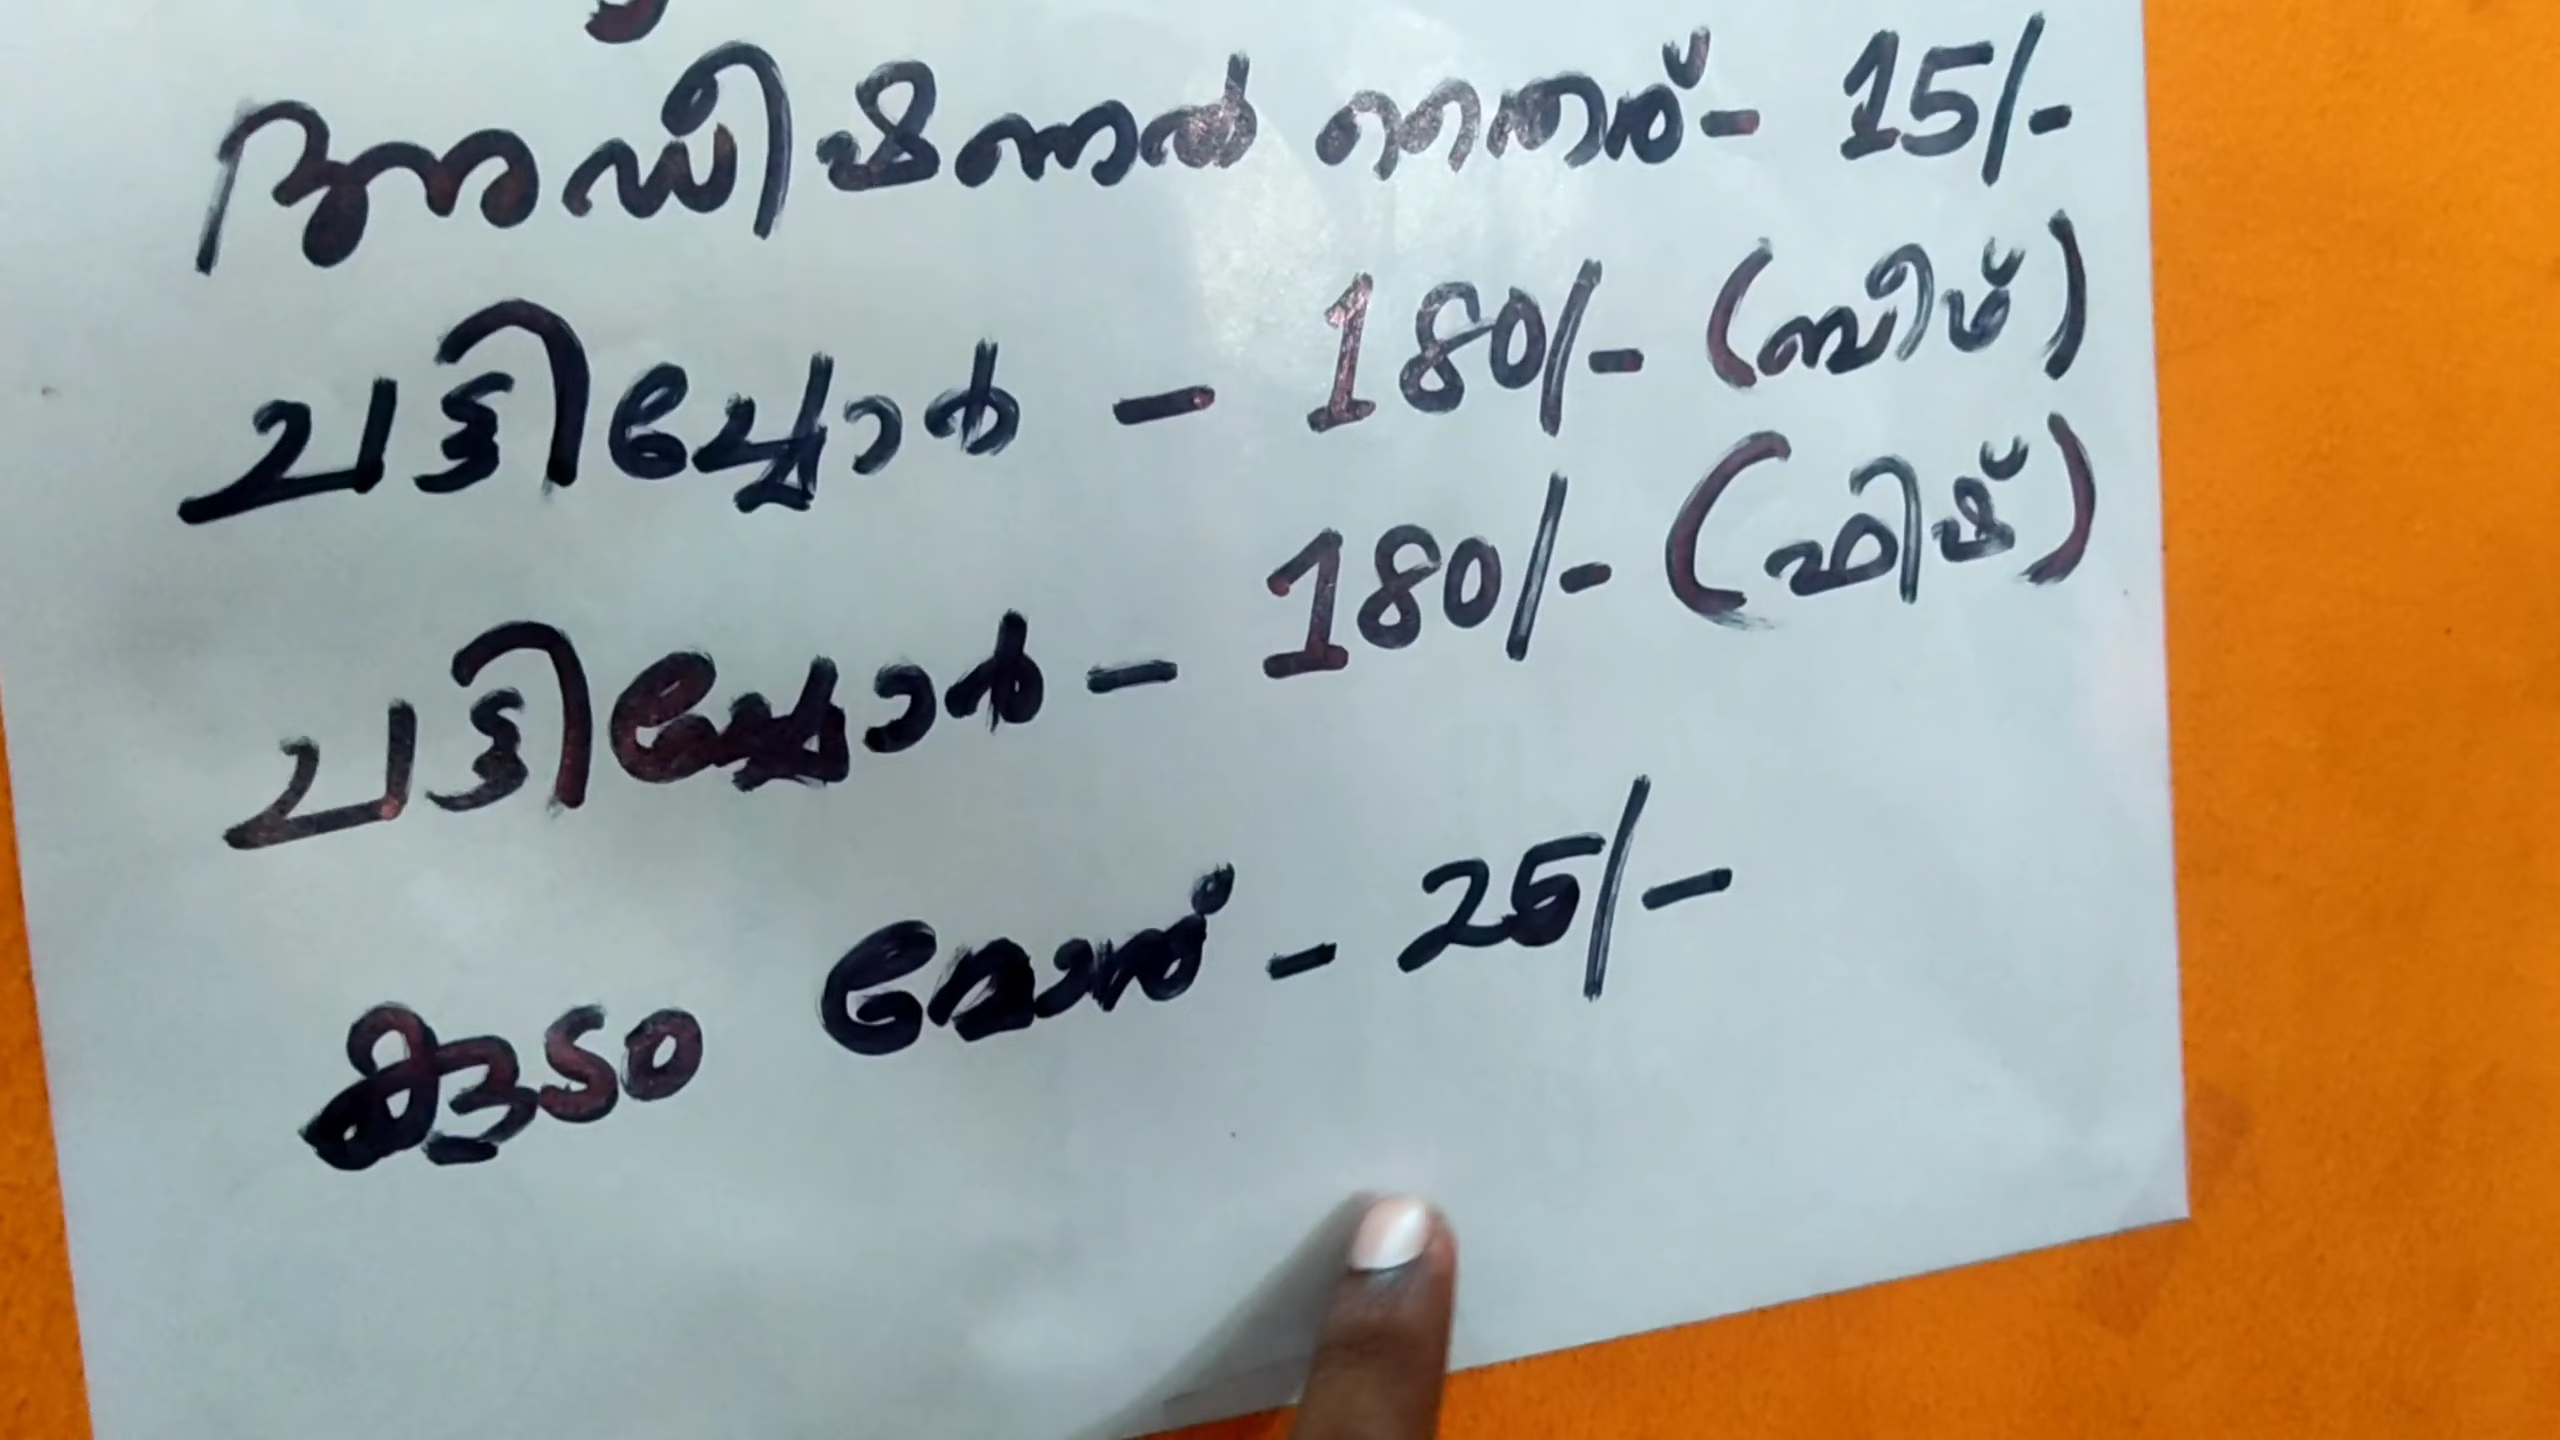 അഡീഷണൽ തൈര് - 15/-
ചട്ടിച്ചോർ - 180/- (ബീഫ്)
ചട്ടിച്ചോർ - 180/- (ഫിഷ്)
കൂടം മോര് - 25/-